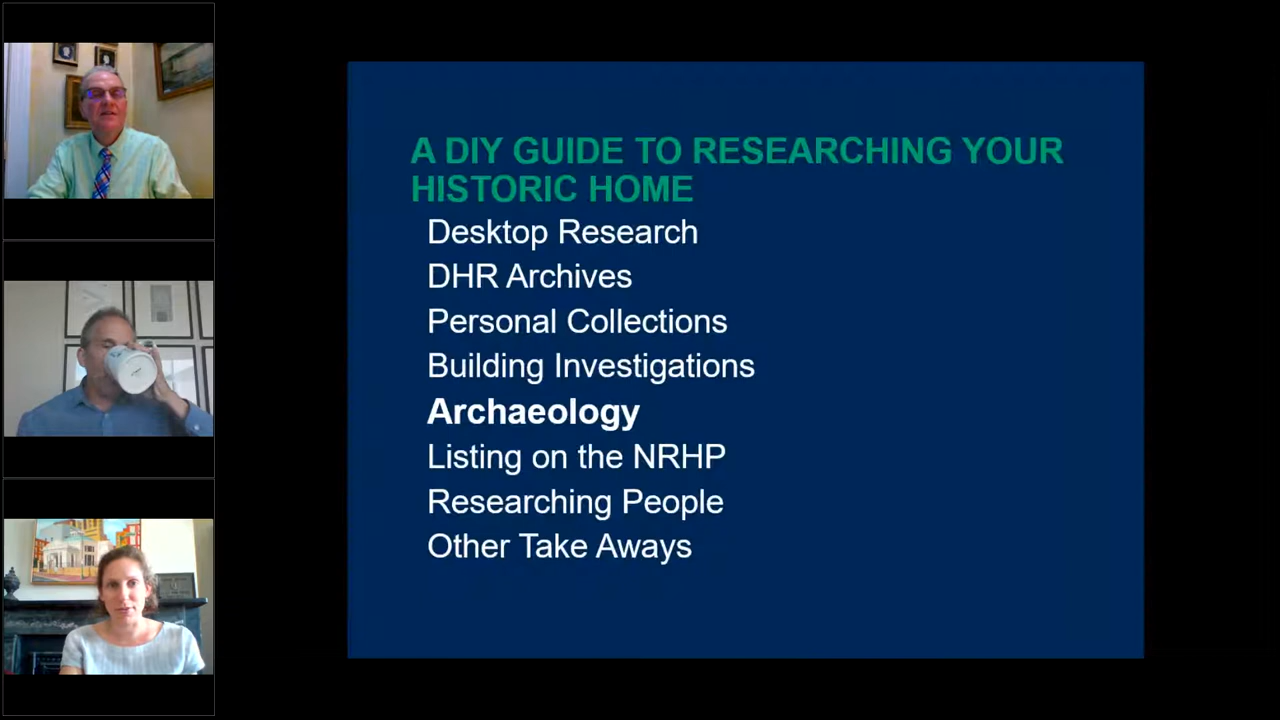 A DIY GUIDE TO RESEARCHING YOUR
HISTORIC HOME
Desktop Research
DHR Archives
Personal Collections
Building Investigations
Archaeology
Listing on the NRHP
Researching People
Other Take Aways